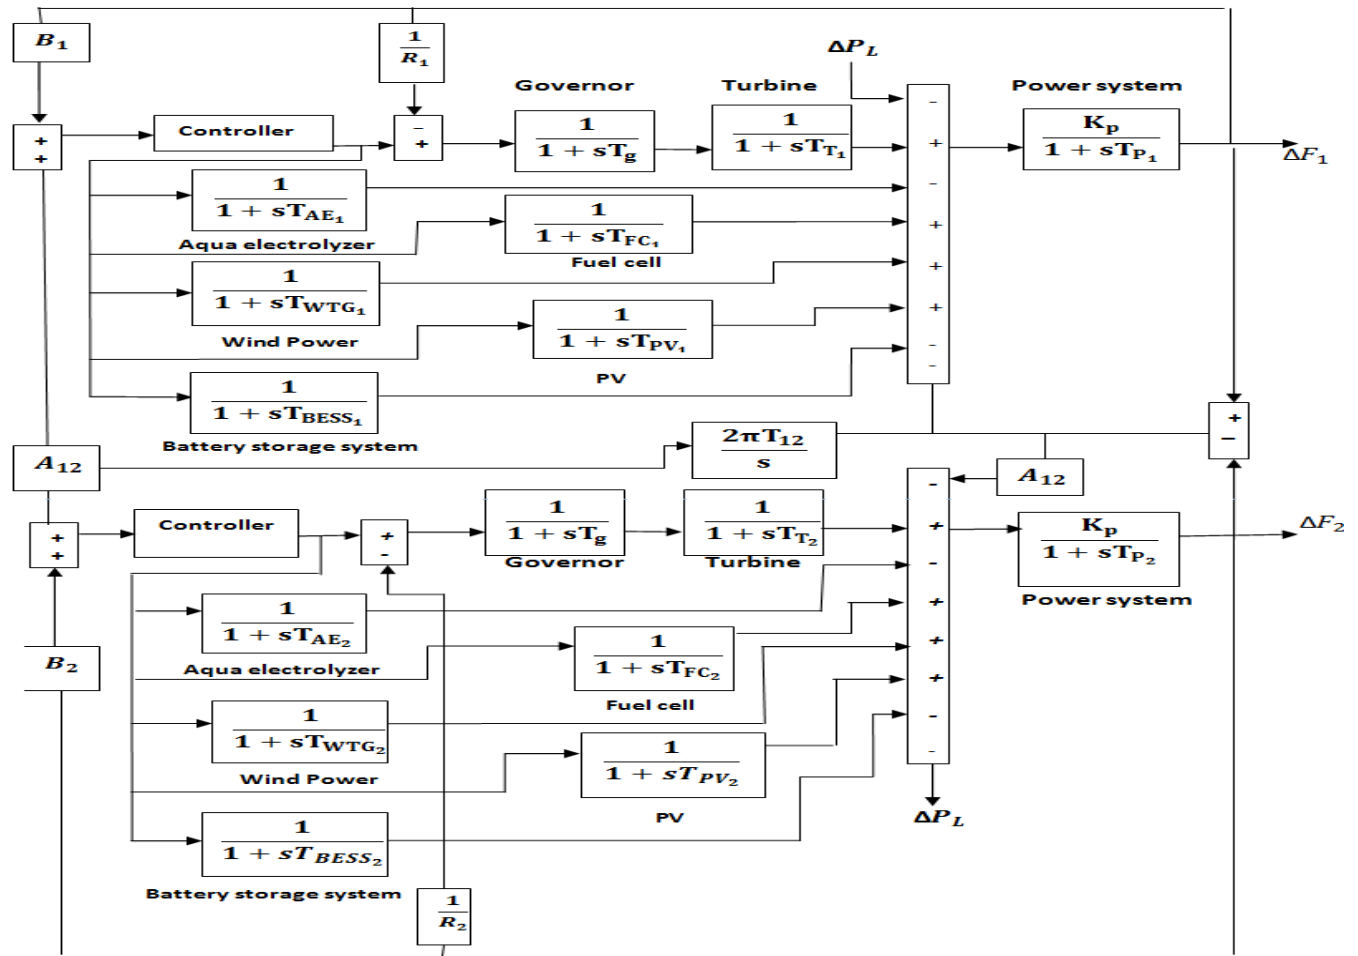 B₁
1
R₁
ΔP_L
Governor
Turbine
Power system
+
+
Controller
-
+
1
1 + sT_g
1
1 + sT_T₁
-
+
-
+
+
+
-
-
K_p
1 + sT_P₁
ΔF₁
1
1 + sT_AE₁
Aqua electrolyzer
1
1 + sT_FC₁
Fuel cell
1
1 + sT_WTG₁
Wind Power
1
1 + sT_PV₁
PV
1
1 + sT_BESS₁
Battery storage system
+
-
A₁₂
2πT₁₂
s
A₁₂
+
+
Controller
+
-
1
1 + sT_g
Governor
1
1 + sT_T₂
Turbine
-
+
-
+
+
+
-
-
K_p
1 + sT_P₂
Power system
ΔF₂
1
1 + sT_AE₂
Aqua electrolyzer
B₂
1
1 + sT_FC₂
Fuel cell
1
1 + sT_WTG₂
Wind Power
1
1 + sT_PV₂
PV
ΔP_L
1
1 + sT_BESS₂
Battery storage system
1
R₂